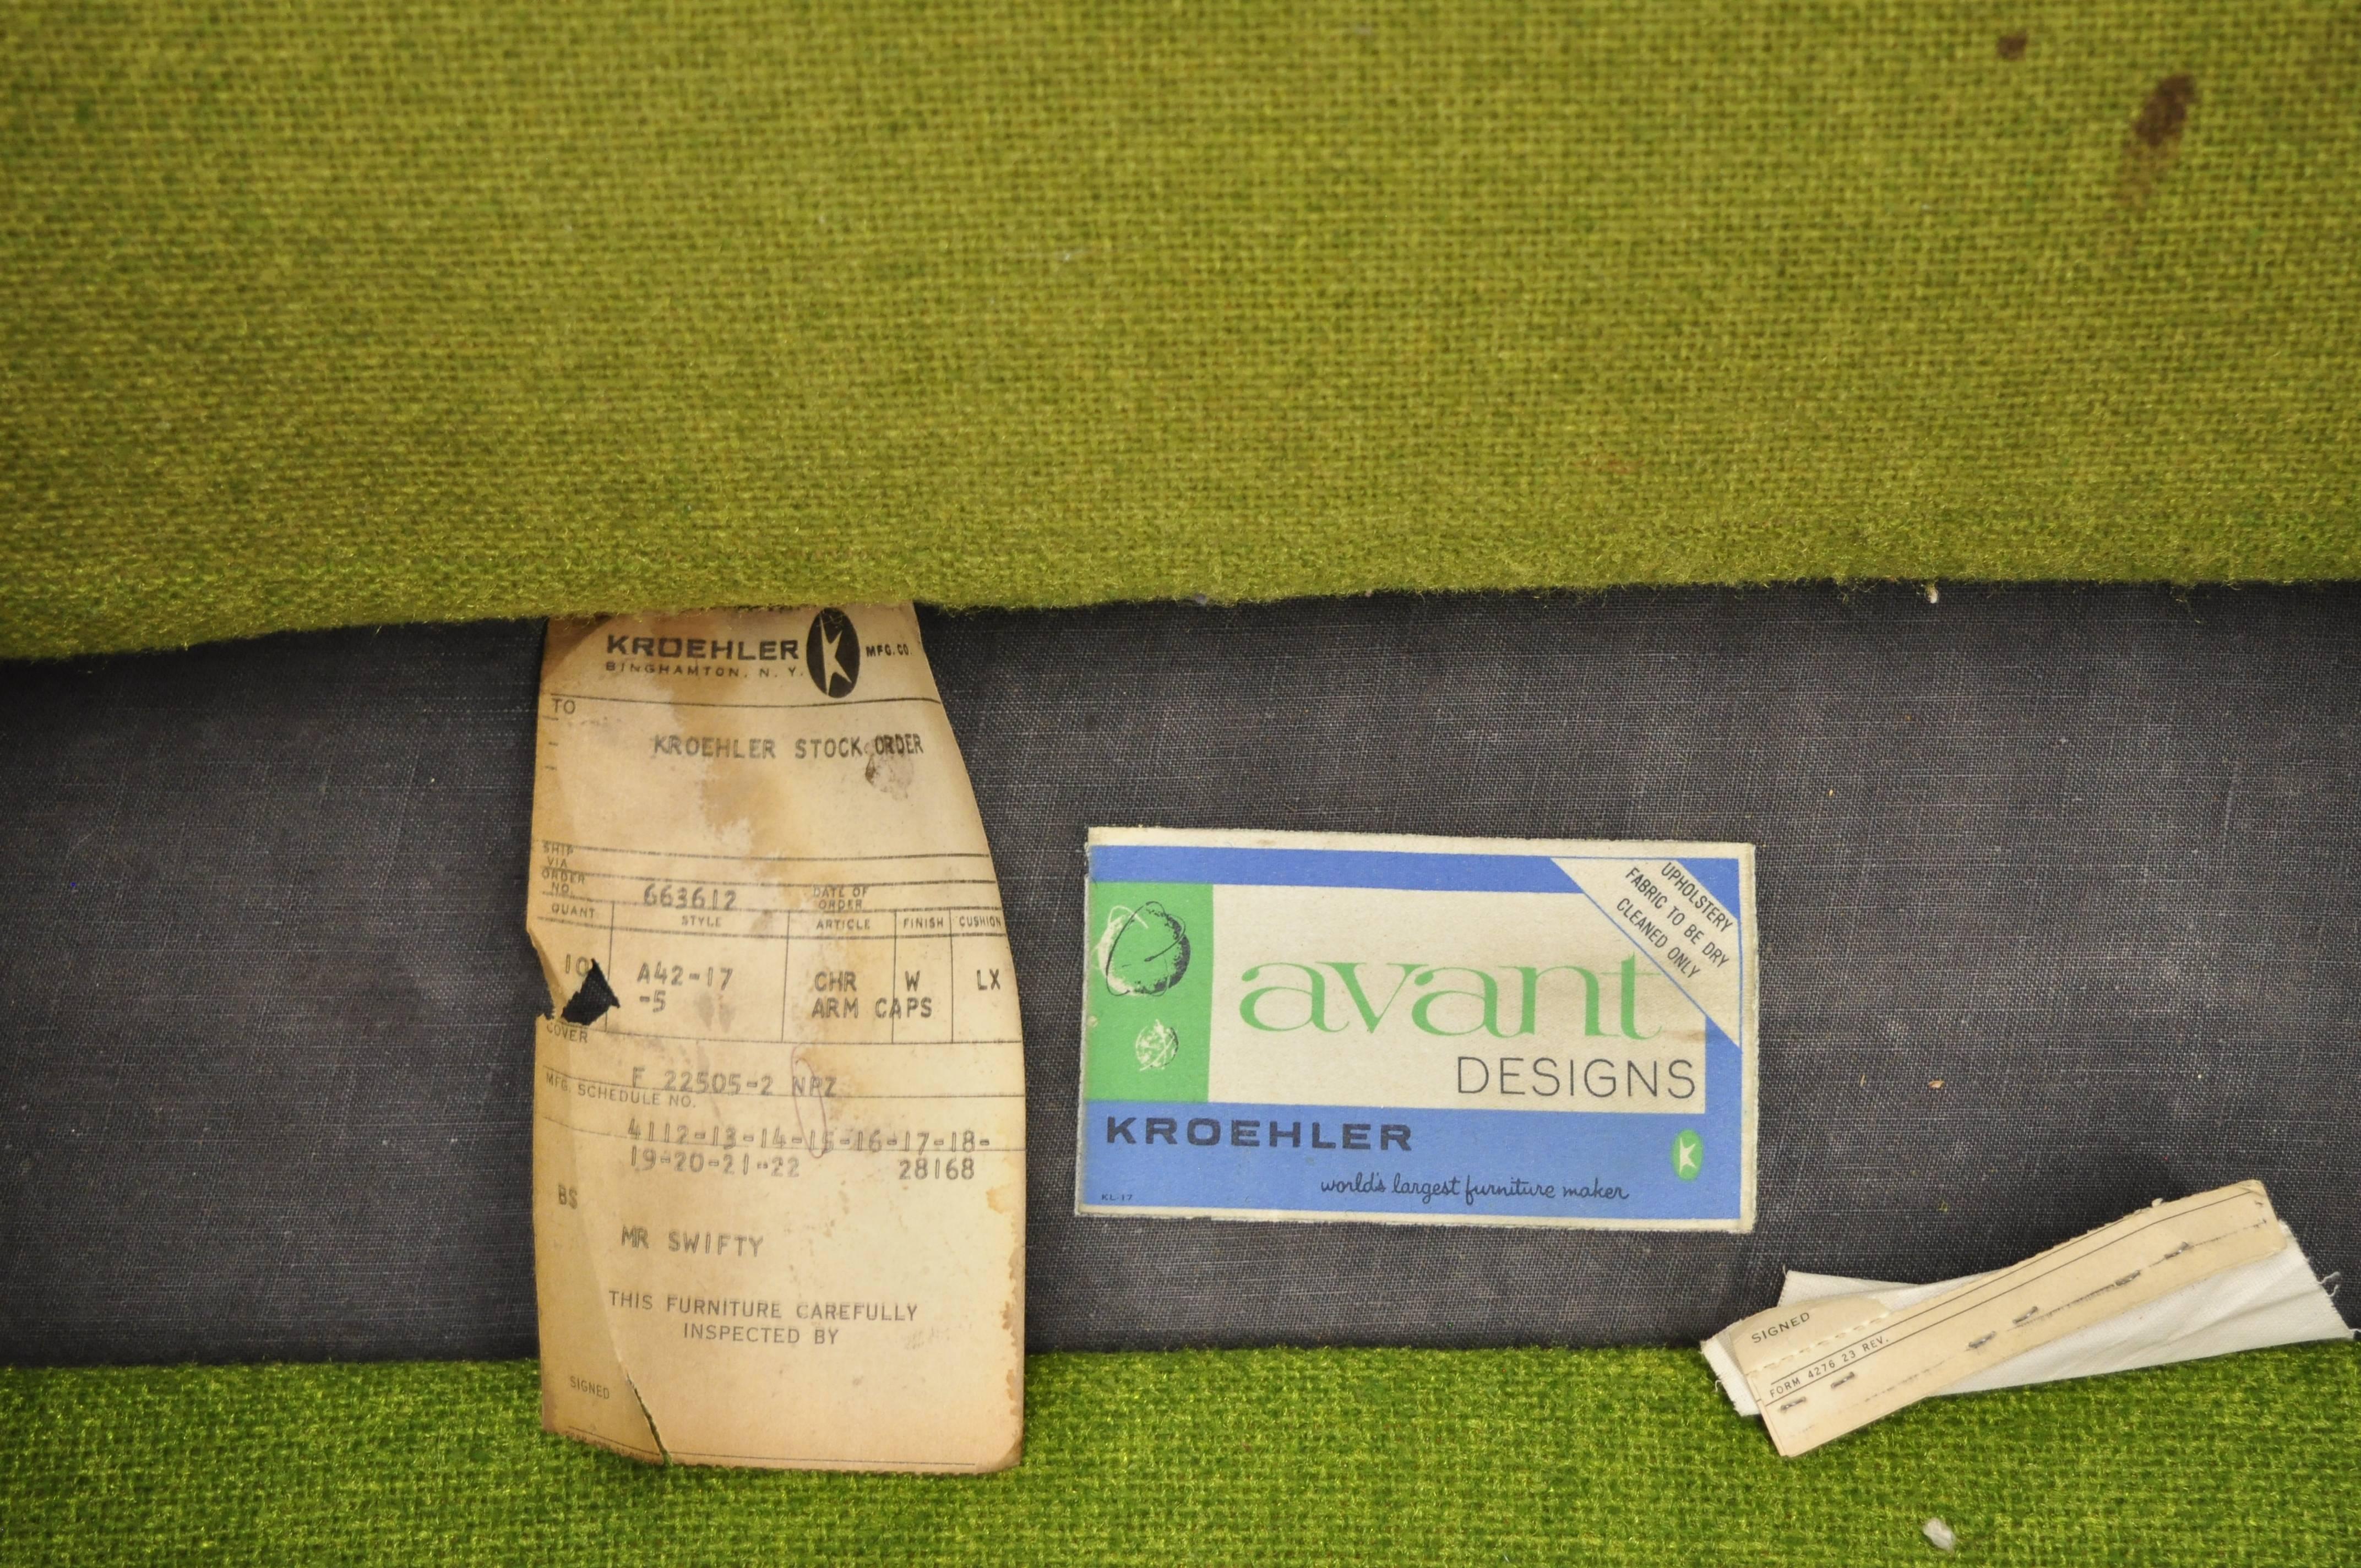 KROEHLER MFG. CO.
BINGHAMTON, N. Y.
TO
KROEHLER STOCK ORDER
SHIP
VIA
ORDER
NO.
663612
DATE OF
ORDER
QUANT.
STYLE
ARTICLE
FINISH
CUSHION
10
A42-17
CHR
W
LX
-5
ARM CAPS
COVER
F 22505-2 NPZ
MFG. SCHEDULE NO.
4112-13-14-15-16-17-18-
19-20-21-22 28168
BS
MR SWIFTY
THIS FURNITURE CAREFULLY
INSPECTED BY
SIGNED
UPHOLSTERY
FABRIC TO BE DRY
CLEANED ONLY
avant
DESIGNS
KROEHLER
world's largest furniture maker
KL-17
SIGNED
FORM 4276 23 REV.